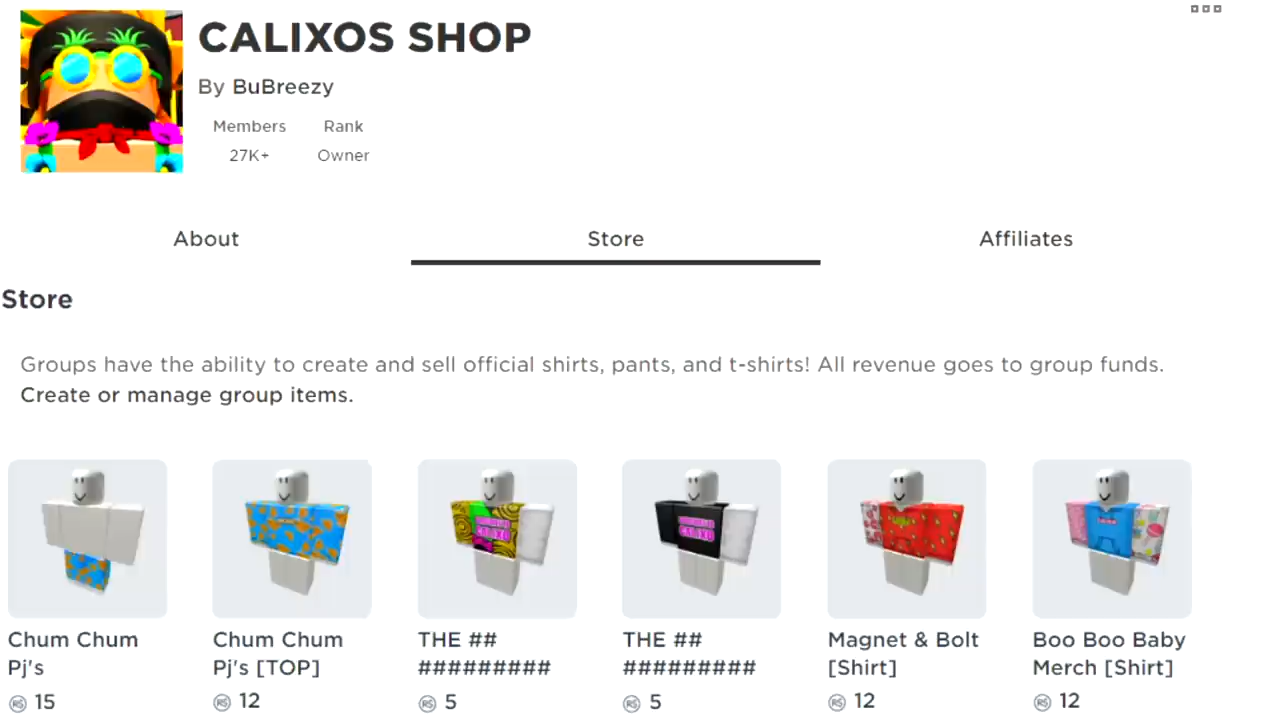 CALIXOS SHOP
By BuBreezy
Members Rank
27K+ Owner
About Store Affiliates
Store
Groups have the ability to create and sell official shirts, pants, and t-shirts! All revenue goes to group funds.
Create or manage group items.
Chum Chum
Pj's
15
Chum Chum
Pj's [TOP]
12
THE ##
#########
5
THE ##
#########
5
Magnet & Bolt
[Shirt]
12
Boo Boo Baby
Merch [Shirt]
12